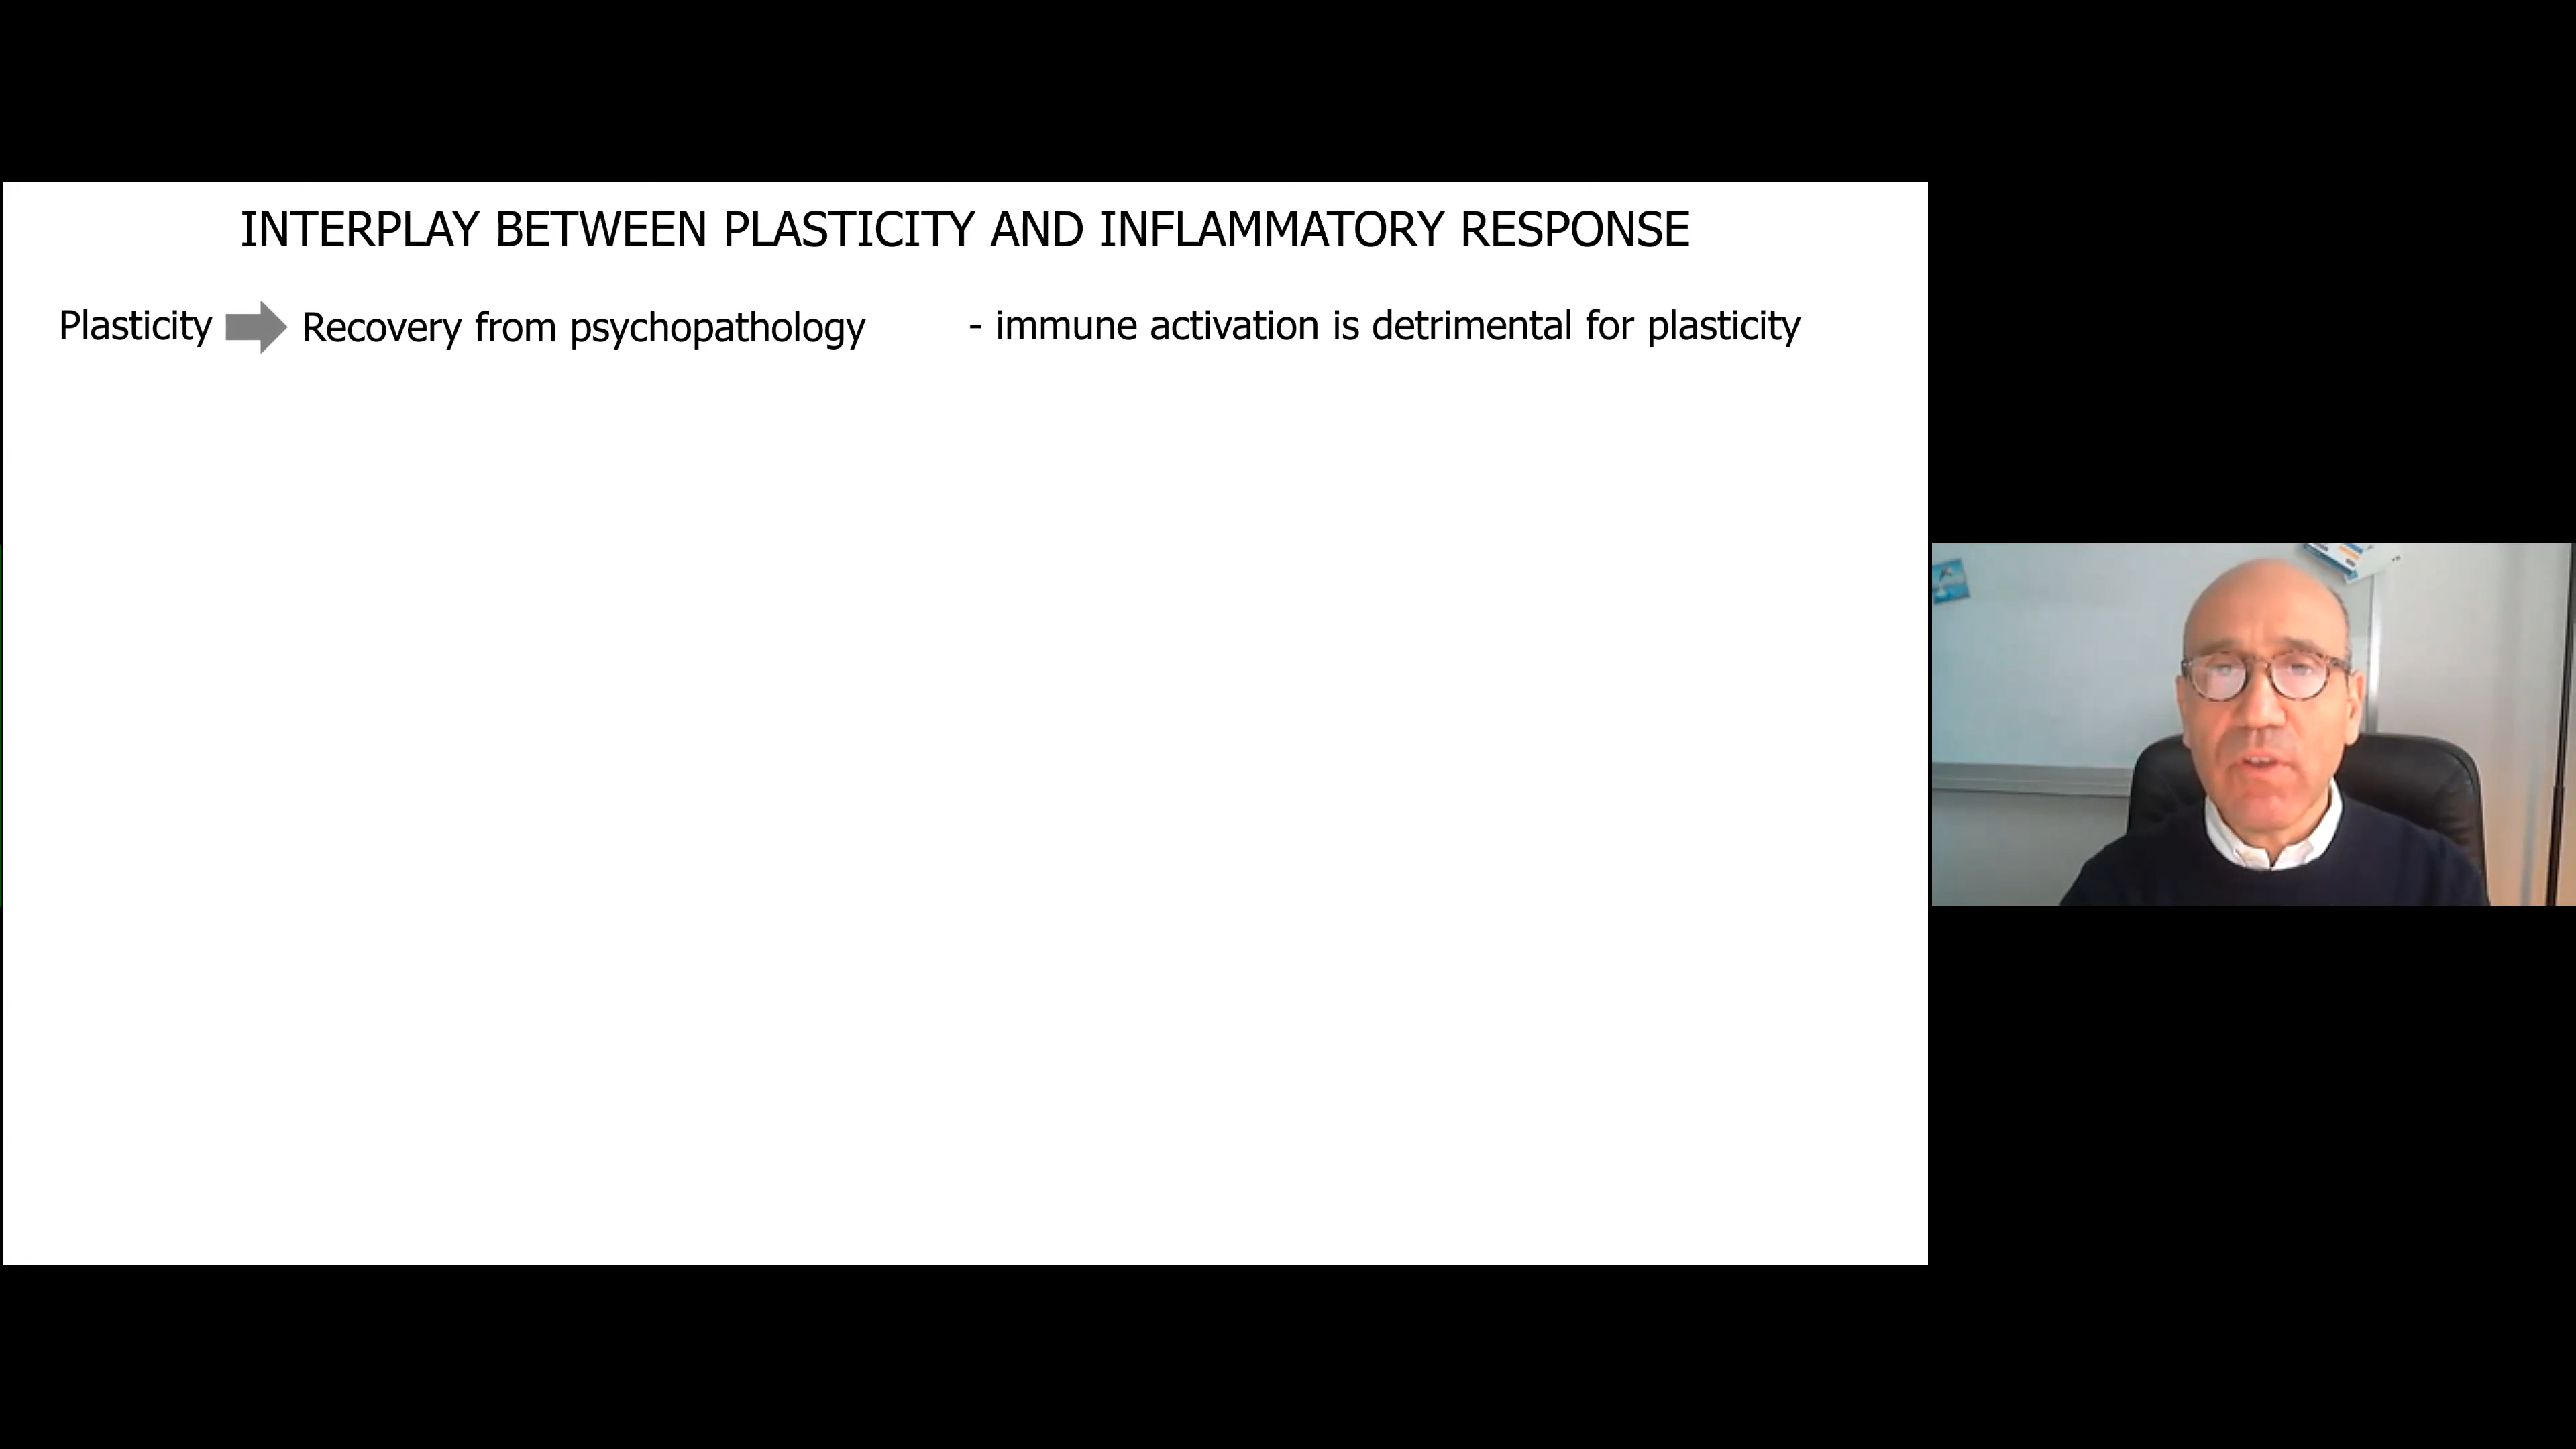 INTERPLAY BETWEEN PLASTICITY AND INFLAMMATORY RESPONSE
Plasticity Recovery from psychopathology - immune activation is detrimental for plasticity